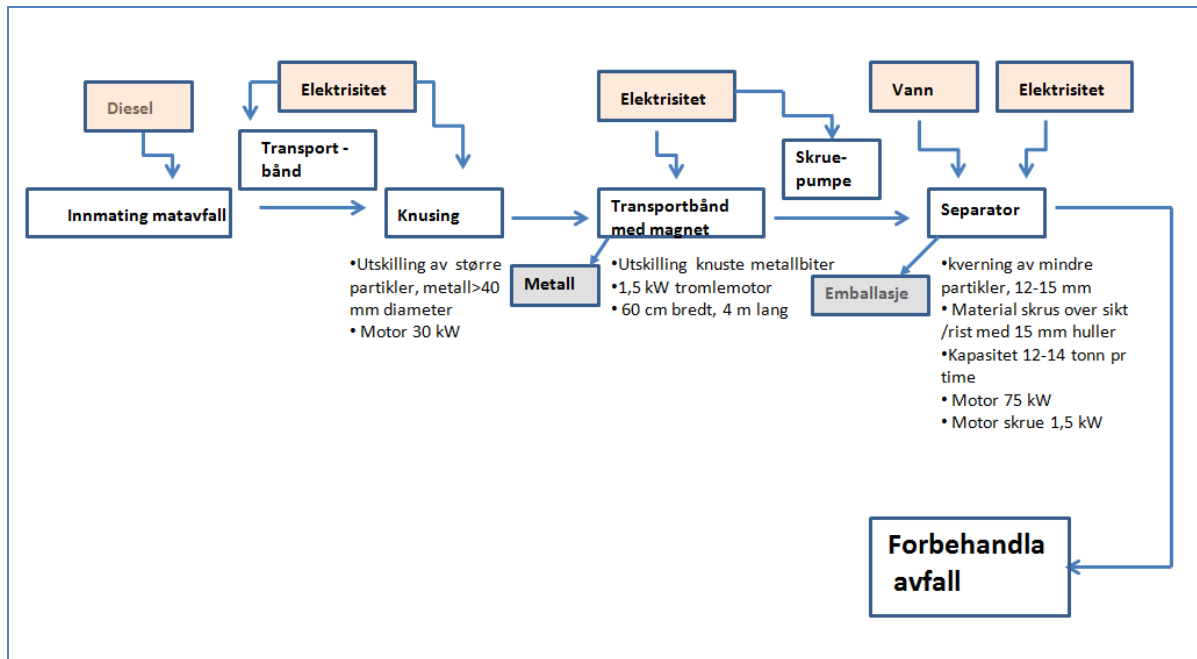 Diesel
Elektrisitet
Transport -
bånd
Elektrisitet
Skrue-
pumpe
Vann
Elektrisitet
Innmating matavfall
Knusing
Transportbånd
med magnet
Separator
•Utskilling av større
partikler, metall>40
mm diameter
• Motor 30 kW
Metall
•Utskilling knuste metallbiter
•1,5 kW tromlemotor
• 60 cm bredt, 4 m lang
Emballasje
•kverning av mindre
partikler, 12-15 mm
• Material skrus over sikt
/rist med 15 mm huller
•Kapasitet 12-14 tonn pr
time
• Motor 75 kW
• Motor skrue 1,5 kW
Forbehandla
avfall